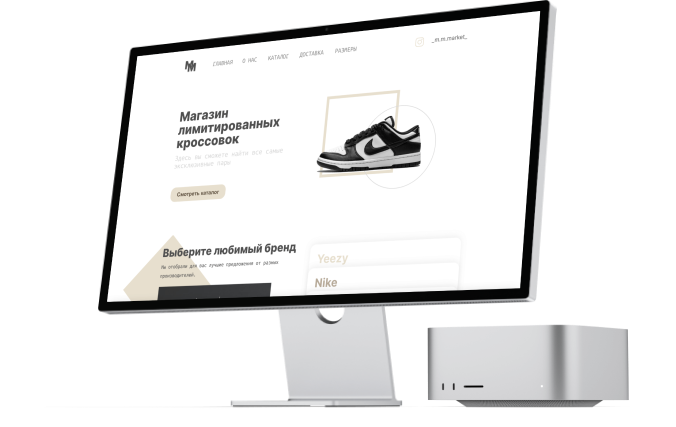 ГЛАВНАЯ О НАС КАТАЛОГ ДОСТАВКА РАЗМЕРЫ
_m.m.market_
Магазин
лимитированных
кроссовок
Здесь вы сможете найти все самые
эксклюзивные пары
Смотреть каталог
Выберите любимый бренд
Мы отобрали для вас лучшие предложения от разных
производителей.
Yeezy
Nike